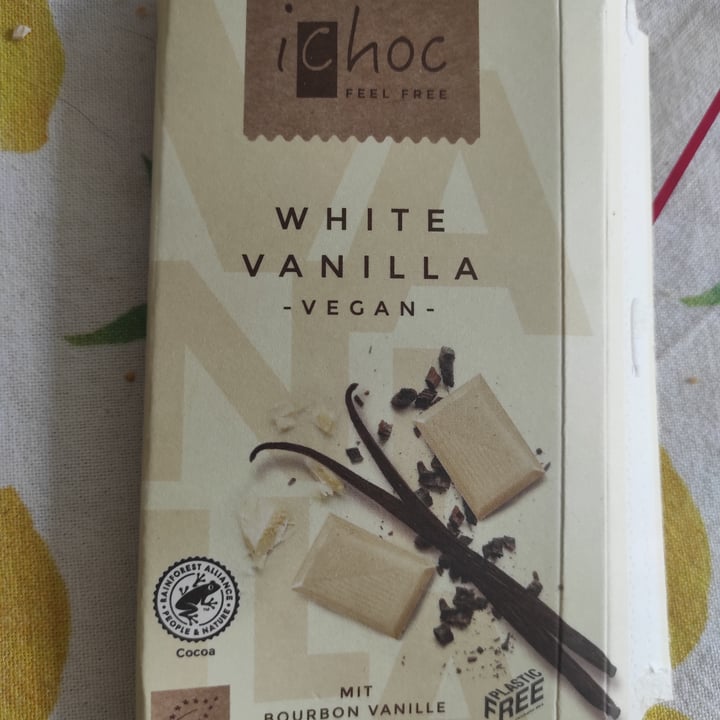 ichoc
FEEL FREE
WHITE
VANILLA
-VEGAN-
RAINFOREST ALLIANCE
PEOPLE & NATURE
Cocoa
PLASTIC
FREE
MIT
BOURBON VANILLE